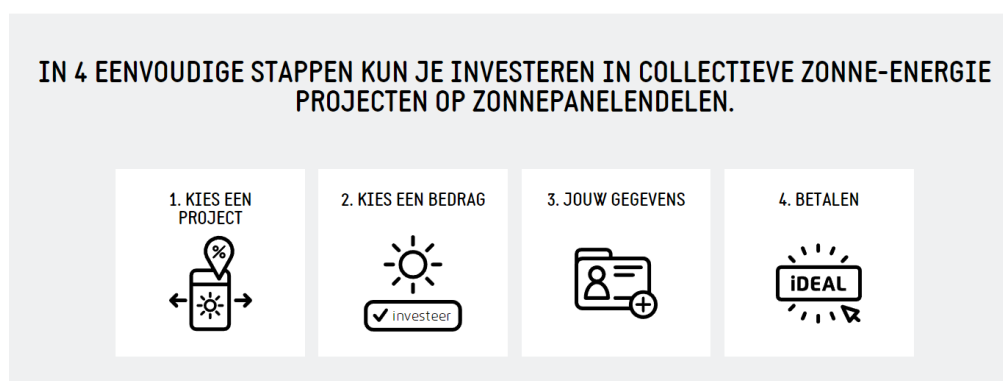 IN 4 EENVOUDIGE STAPPEN KUN JE INVESTEREN IN COLLECTIEVE ZONNE-ENERGIE
PROJECTEN OP ZONNEPANELENDELEN.
1. KIES EEN
PROJECT
%
2. KIES EEN BEDRAG
investeer
3. JOUW GEGEVENS
4. BETALEN
iDEAL